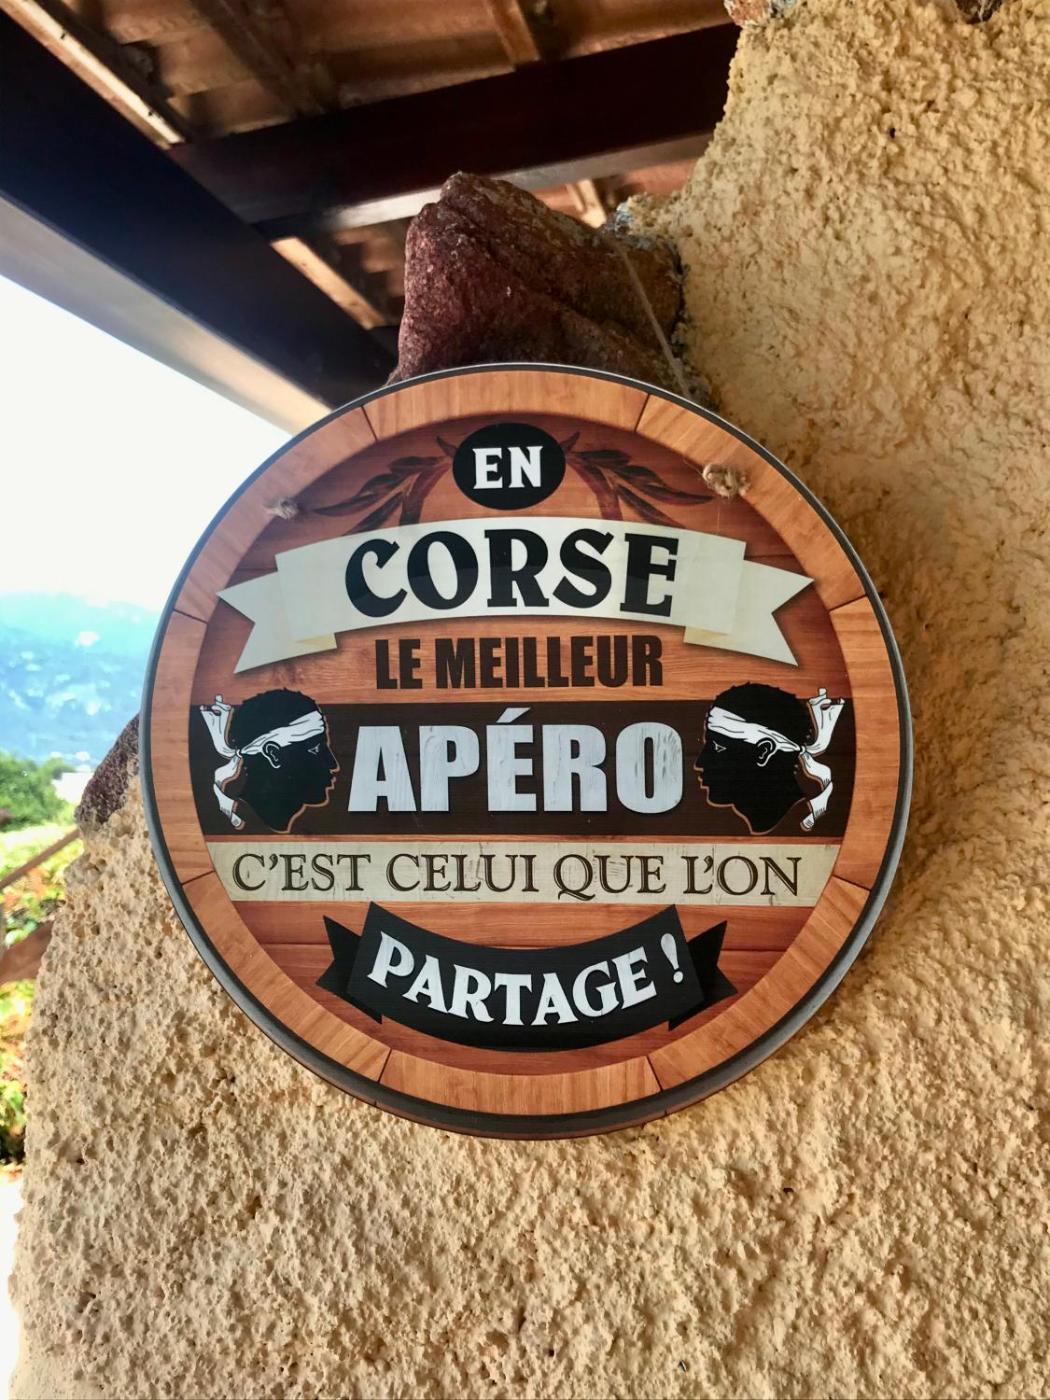 EN
CORSE
LE MEILLEUR
APÉRO
C'EST CELUI QUE L'ON
PARTAGE !